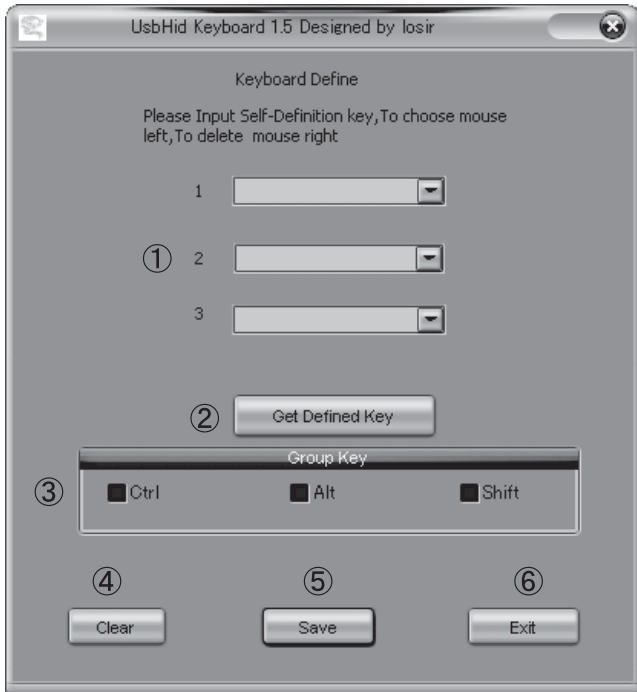 UsbHid Keyboard 1.5 Designed by losir
Keyboard Define
Please Input Self-Definition key,To choose mouse
left,To delete mouse right
1
① 2
3
② Get Defined Key
Group Key
③ Ctrl Alt Shift
④ ⑤ ⑥
Clear Save Exit